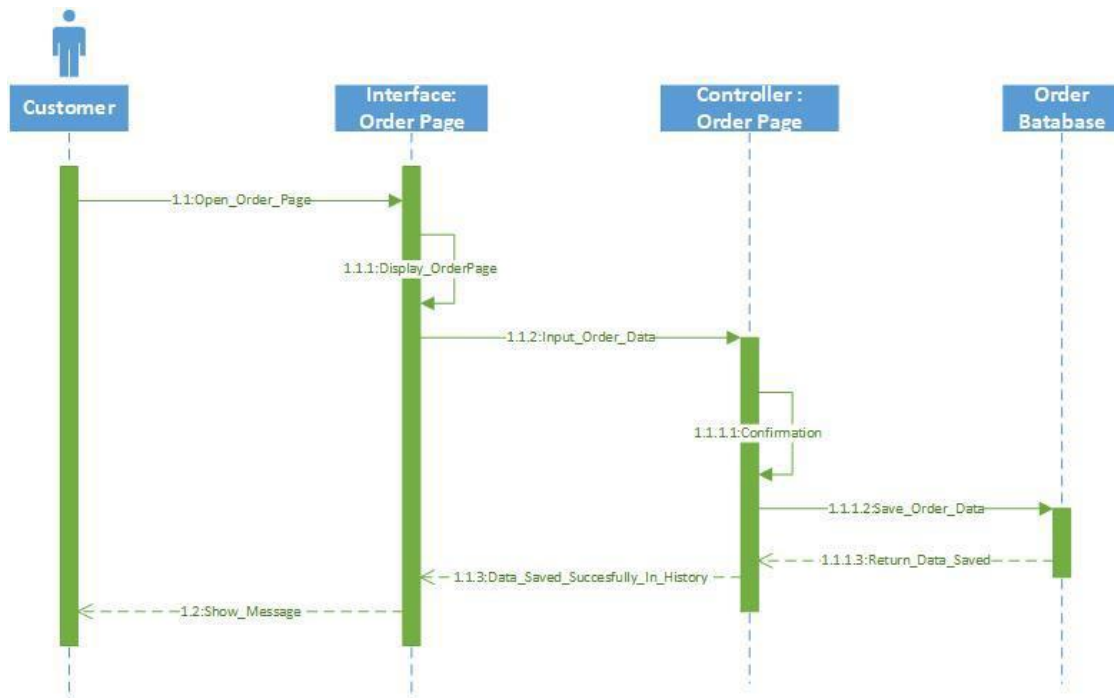 Customer
Interface:
Order Page
Controller :
Order Page
Order
Batabase
1.1:Open_Order_Page
1.1.1:Display_OrderPage
1.1.2:Input_Order_Data
1.1.1.1:Confirmation
1.1.1.2:Save_Order_Data
1.1.1.3:Return_Data_Saved
1.1.3:Data_Saved_Succesfully_In_History
1.2:Show_Message